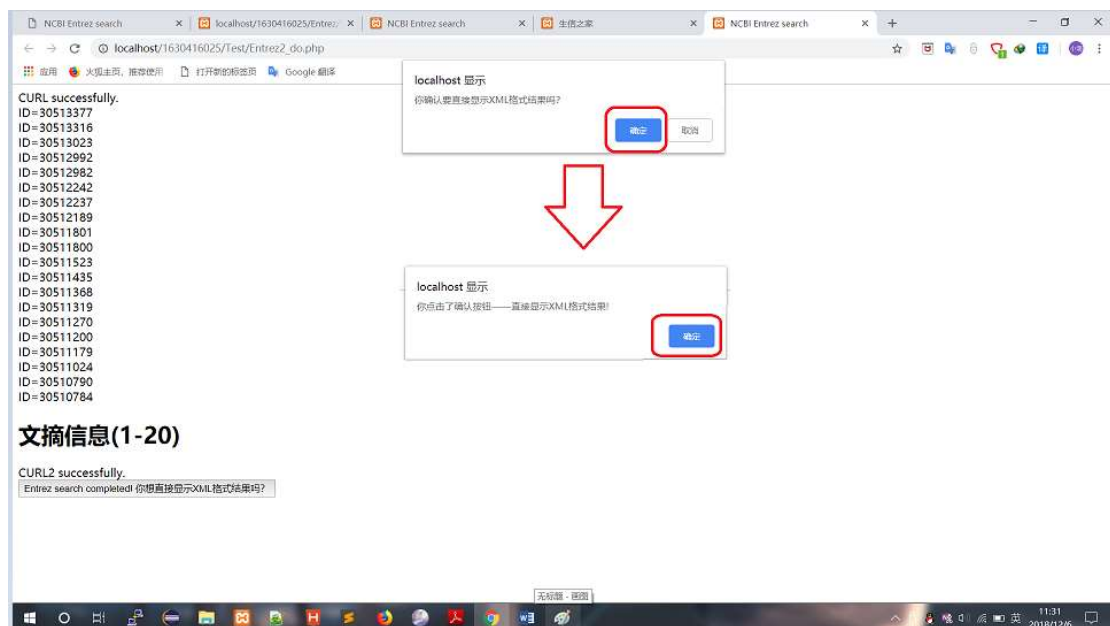 NCBI Entrez search
localhost/1630416025/Entrez/
NCBI Entrez search
生信之家
NCBI Entrez search
localhost/1630416025/Test/Entrez2_do.php
应用
火狐主页, 推荐使用
打开新的标签页
Google 翻译
CURL successfully.
ID=30513377
ID=30513316
ID=30513023
ID=30512992
ID=30512982
ID=30512242
ID=30512237
ID=30512189
ID=30511801
ID=30511800
ID=30511523
ID=30511435
ID=30511368
ID=30511319
ID=30511270
ID=30511200
ID=30511179
ID=30511024
ID=30510790
ID=30510784
文摘信息(1-20)
CURL2 successfully.
Entrez search completed! 你想直接显示XML格式结果吗?
localhost 显示
你确认要直接显示XML格式结果吗?
确定
取消
localhost 显示
你点击了确认按钮——直接显示XML格式结果!
确定
无标题 - 画图
英
11:31
2018/12/6